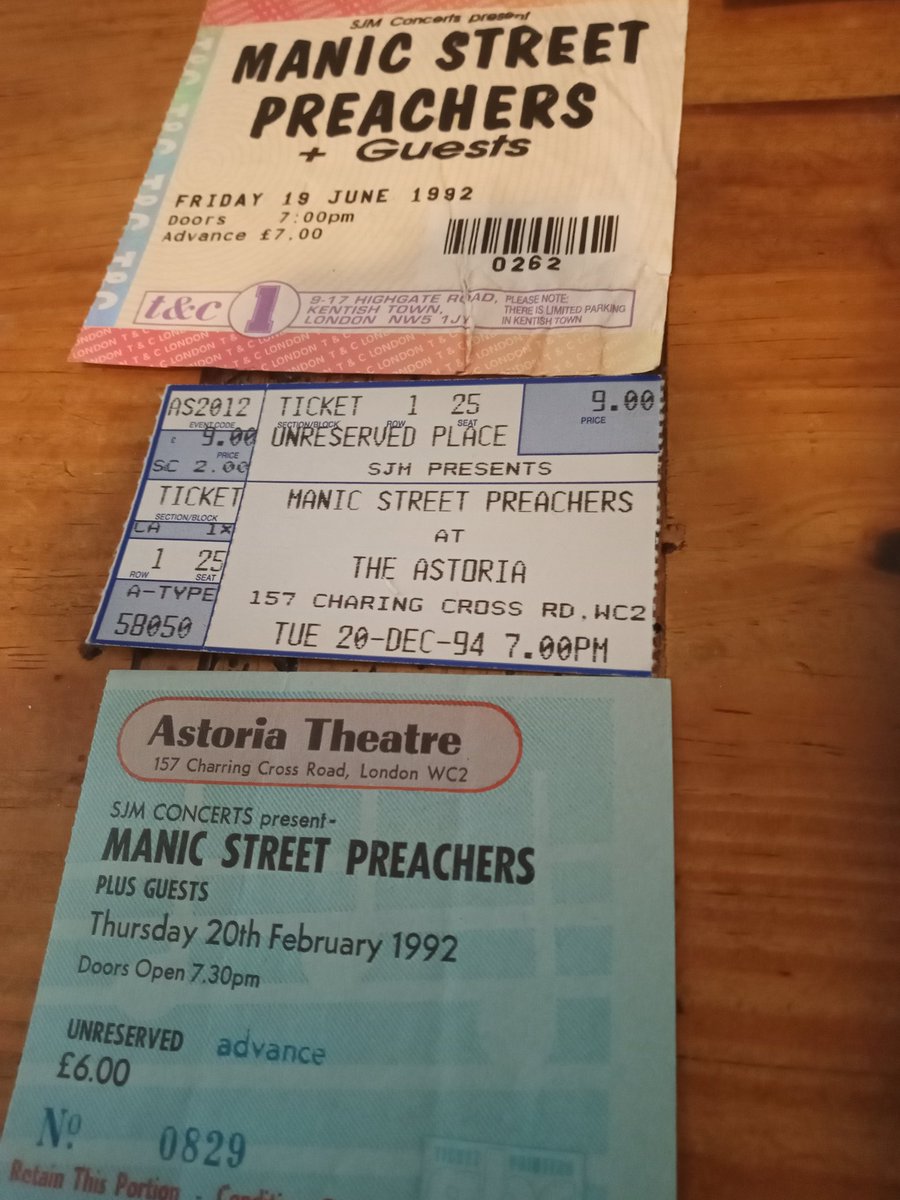 SJM Concerts present
MANIC STREET
PREACHERS
+ Guests
FRIDAY 19 JUNE 1992
Doors 7:00pm
Advance £7.00
0262
t&c 1
9-17 HIGHGATE ROAD,
KENTISH TOWN,
LONDON NW5 1JY
PLEASE NOTE:
THERE IS LIMITED PARKING
IN KENTISH TOWN
T&C T&C T&C T&C
LONDON T & C LONDON T & C LONDON T & C LONDON
AS2012
EVENT CODE
£ 9.00
PRICE
SC 2.00
TICKET
SECTION/BLOCK
CA 1X
1 25
ROW SEAT
A-TYPE
58050
TICKET 1 25
SECTION/BLOCK ROW SEAT
9.00
PRICE
UNRESERVED PLACE
SJM PRESENTS
MANIC STREET PREACHERS
AT
THE ASTORIA
157 CHARING CROSS RD.WC2
TUE 20-DEC-94 7.00PM
Astoria Theatre
157 Charring Cross Road, London WC2
SJM CONCERTS present-
MANIC STREET PREACHERS
PLUS GUESTS
Thursday 20th February 1992
Doors Open 7.30pm
UNRESERVED advance
£6.00
Nº 0829
Retain This Portion